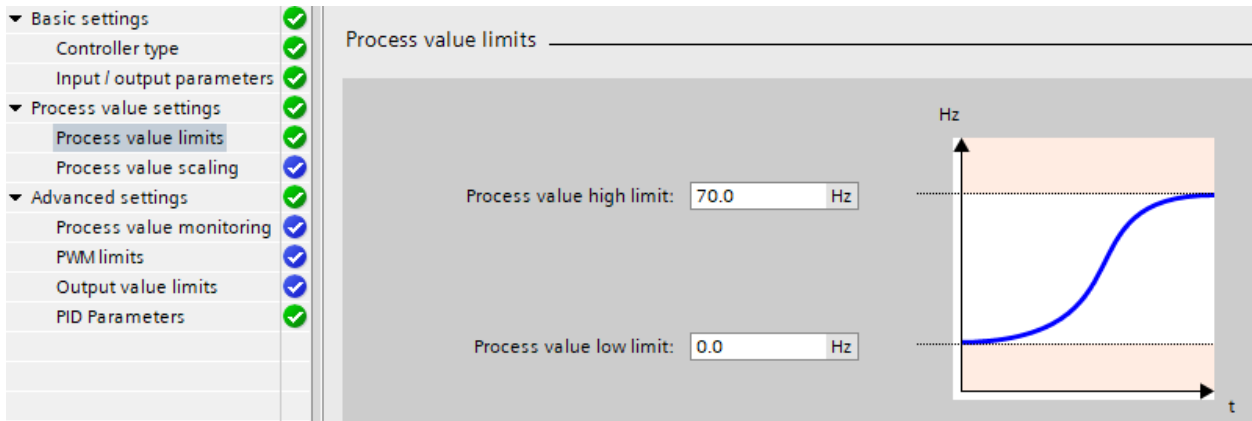 Basic settings
Controller type
Input / output parameters
Process value settings
Process value limits
Process value scaling
Advanced settings
Process value monitoring
PWM limits
Output value limits
PID Parameters
Process value limits
Hz
Process value high limit: 70.0 Hz
Process value low limit: 0.0 Hz
t